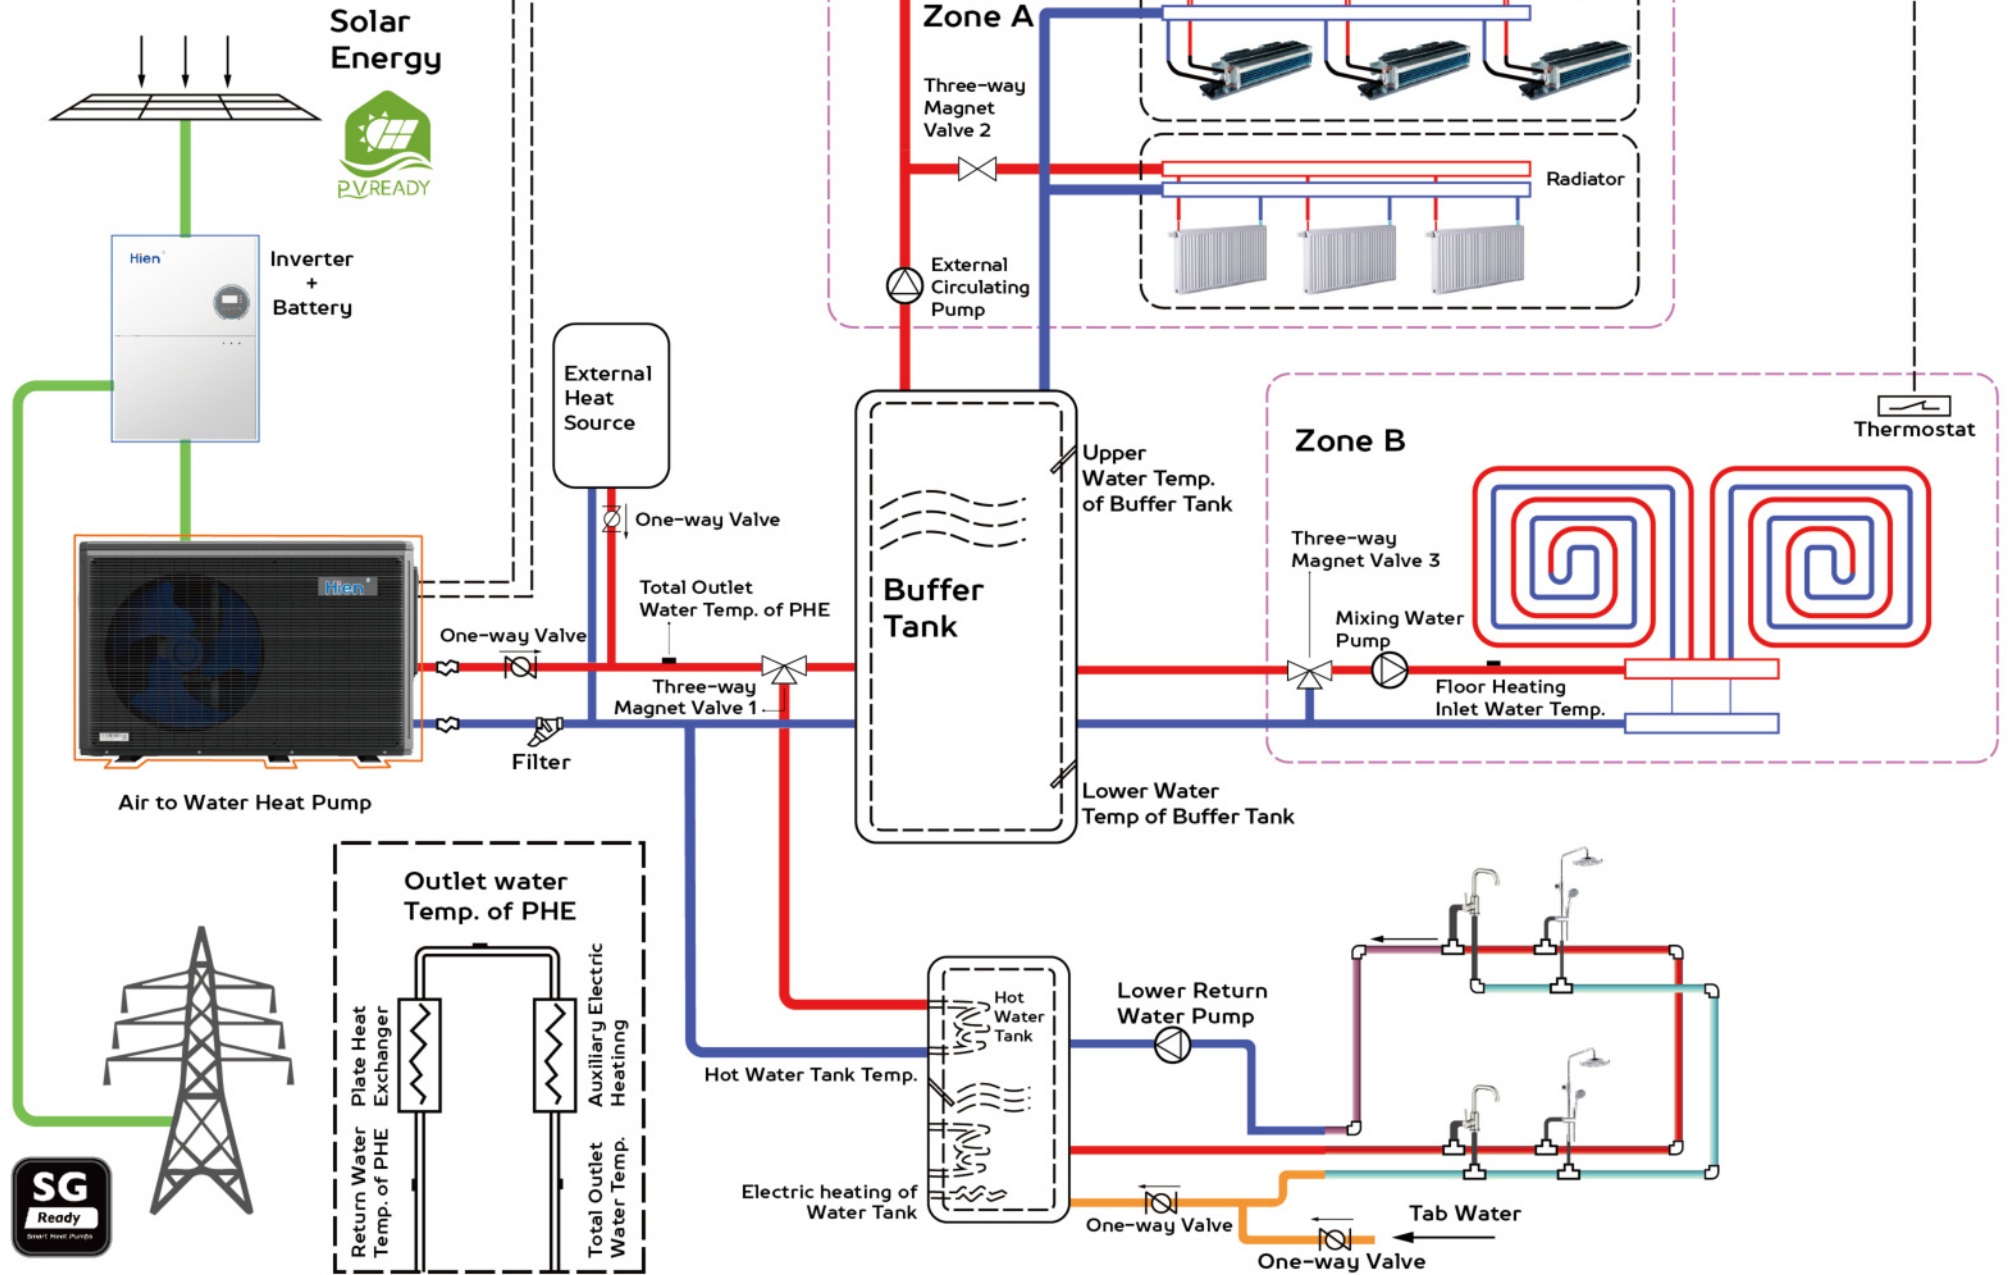 Solar
Energy
PVREADY
Hien
Inverter
+
Battery
Zone A
Three-way
Magnet
Valve 2
Radiator
External
Circulating
Pump
External
Heat
Source
One-way Valve
Total Outlet
Water Temp. of PHE
One-way Valve
Three-way
Magnet Valve 1
Filter
Hien
Air to Water Heat Pump
Buffer
Tank
Upper
Water Temp.
of Buffer Tank
Lower Water
Temp of Buffer Tank
Zone B
Thermostat
Three-way
Magnet Valve 3
Mixing Water
Pump
Floor Heating
Inlet Water Temp.
Outlet water
Temp. of PHE
Plate Heat
Exchanger
Auxiliary Electric
Heatinng
Return Water
Temp. of PHE
Total Outlet
Water Temp.
Hot
Water
Tank
Hot Water Tank Temp.
Electric heating of
Water Tank
Lower Return
Water Pump
One-way Valve
Tab Water
One-way Valve
SG
Ready
Smart Heat Pumps